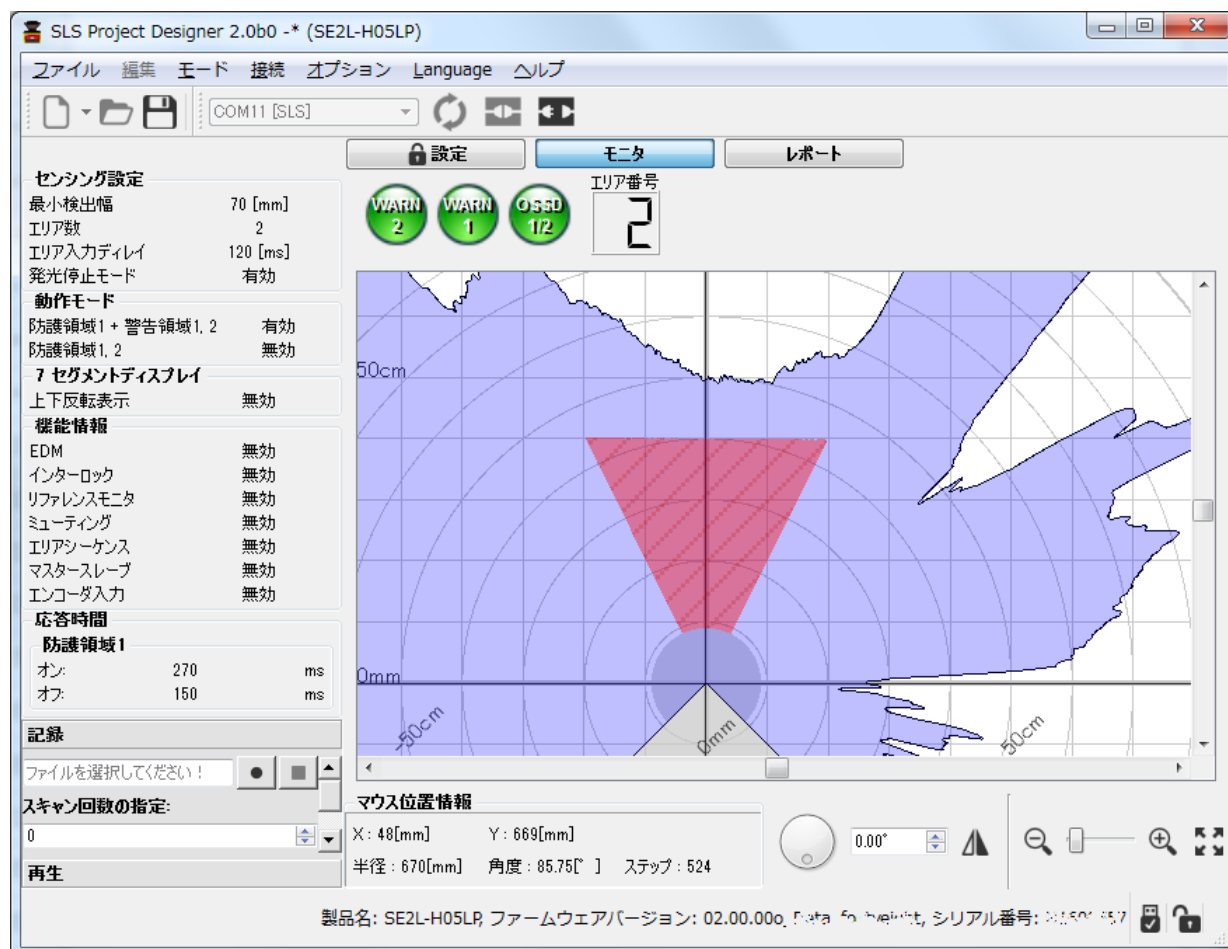 SLS Project Designer 2.0b0 -* (SE2L-H05LP)
ファイル 編集 モード 接続 オプション Language ヘルプ
COM11 [SLS]
設定 モニタ レポート
センシング設定
最小検出幅 70 [mm]
エリア数 2
エリア入力ディレイ 120 [ms]
発光停止モード 有効
動作モード
防護領域1 + 警告領域1, 2 有効
防護領域1, 2 無効
7 セグメントディスプレイ
上下反転表示 無効
機能情報
EDM 無効
インターロック 無効
リファレンスモニタ 無効
ミューティング 無効
エリアシーケンス 無効
マスタースレーブ 無効
エンコーダ入力 無効
応答時間
防護領域1
オン: 270 ms
オフ: 150 ms
記録
ファイルを選択してください!
スキャン回数の指定:
0
再生
WARN 2
WARN 1
OSSD 1/2
エリア番号
2
50cm
0mm
-50cm
0mm
50cm
マウス位置情報
X : 48[mm] Y : 669[mm]
半径 : 670[mm] 角度 : 85.75[° ] ステップ : 524
0.00°
製品名: SE2L-H05LP, ファームウェアバージョン: 02.00.00o, シリアル番号: